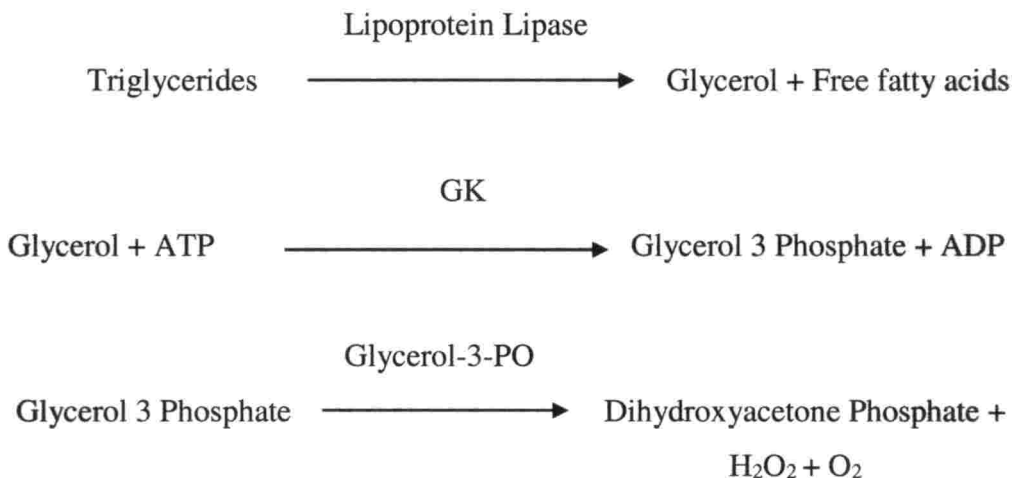 Lipoprotein Lipase
Triglycerides Glycerol + Free fatty acids
GK
Glycerol + ATP Glycerol 3 Phosphate + ADP
Glycerol-3-PO
Glycerol 3 Phosphate Dihydroxyacetone Phosphate +
H₂O₂ + O₂